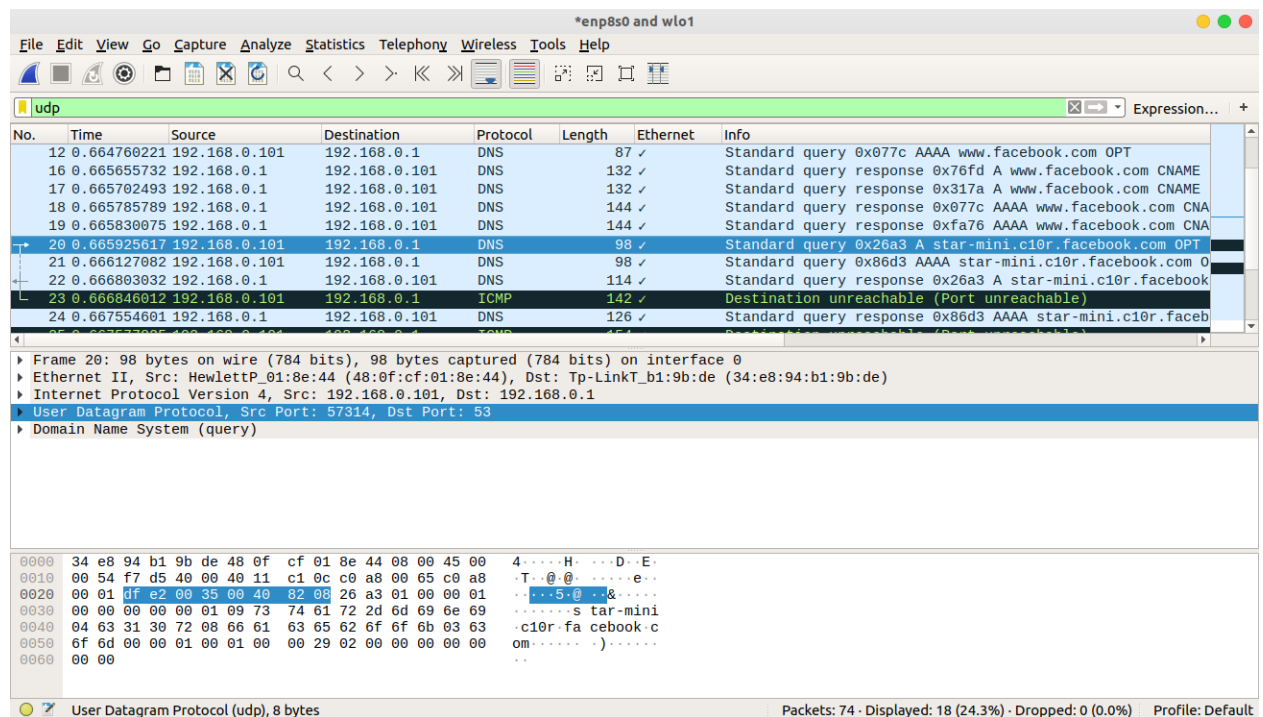 *enp8s0 and wlo1
File Edit View Go Capture Analyze Statistics Telephony Wireless Tools Help
udp Expression... +
No. Time Source Destination Protocol Length Ethernet Info
12 0.664760221 192.168.0.101 192.168.0.1 DNS 87 ✓ Standard query 0x077c AAAA www.facebook.com OPT
16 0.665655732 192.168.0.1 192.168.0.101 DNS 132 ✓ Standard query response 0x76fd A www.facebook.com CNAME
17 0.665702493 192.168.0.1 192.168.0.101 DNS 132 ✓ Standard query response 0x317a A www.facebook.com CNAME
18 0.665785789 192.168.0.1 192.168.0.101 DNS 144 ✓ Standard query response 0x077c AAAA www.facebook.com CNA
19 0.665830075 192.168.0.1 192.168.0.101 DNS 144 ✓ Standard query response 0xfa76 AAAA www.facebook.com CNA
20 0.665925617 192.168.0.101 192.168.0.1 DNS 98 ✓ Standard query 0x26a3 A star-mini.c10r.facebook.com OPT
21 0.666127082 192.168.0.101 192.168.0.1 DNS 98 ✓ Standard query 0x86d3 AAAA star-mini.c10r.facebook.com O
22 0.666803032 192.168.0.1 192.168.0.101 DNS 114 ✓ Standard query response 0x26a3 A star-mini.c10r.facebook
23 0.666846012 192.168.0.101 192.168.0.1 ICMP 142 ✓ Destination unreachable (Port unreachable)
24 0.667554601 192.168.0.1 192.168.0.101 DNS 126 ✓ Standard query response 0x86d3 AAAA star-mini.c10r.faceb
Frame 20: 98 bytes on wire (784 bits), 98 bytes captured (784 bits) on interface 0
Ethernet II, Src: HewlettP_01:8e:44 (48:0f:cf:01:8e:44), Dst: Tp-LinkT_b1:9b:de (34:e8:94:b1:9b:de)
Internet Protocol Version 4, Src: 192.168.0.101, Dst: 192.168.0.1
User Datagram Protocol, Src Port: 57314, Dst Port: 53
Domain Name System (query)
0000 34 e8 94 b1 9b de 48 0f cf 01 8e 44 08 00 45 00 4·····H· ···D··E·
0010 00 54 f7 d5 40 00 40 11 c1 0c c0 a8 00 65 c0 a8 ·T··@·@· ·····e··
0020 00 01 df e2 00 35 00 40 82 08 26 a3 01 00 00 01 ·····5·@ ··&·····
0030 00 00 00 00 00 01 09 73 74 61 72 2d 6d 69 6e 69 ·······s tar-mini
0040 04 63 31 30 72 08 66 61 63 65 62 6f 6f 6b 03 63 ·c10r·fa cebook·c
0050 6f 6d 00 00 01 00 01 00 00 29 02 00 00 00 00 00 om······ ·)······
0060 00 00 ··
User Datagram Protocol (udp), 8 bytes Packets: 74 · Displayed: 18 (24.3%) · Dropped: 0 (0.0%) Profile: Default